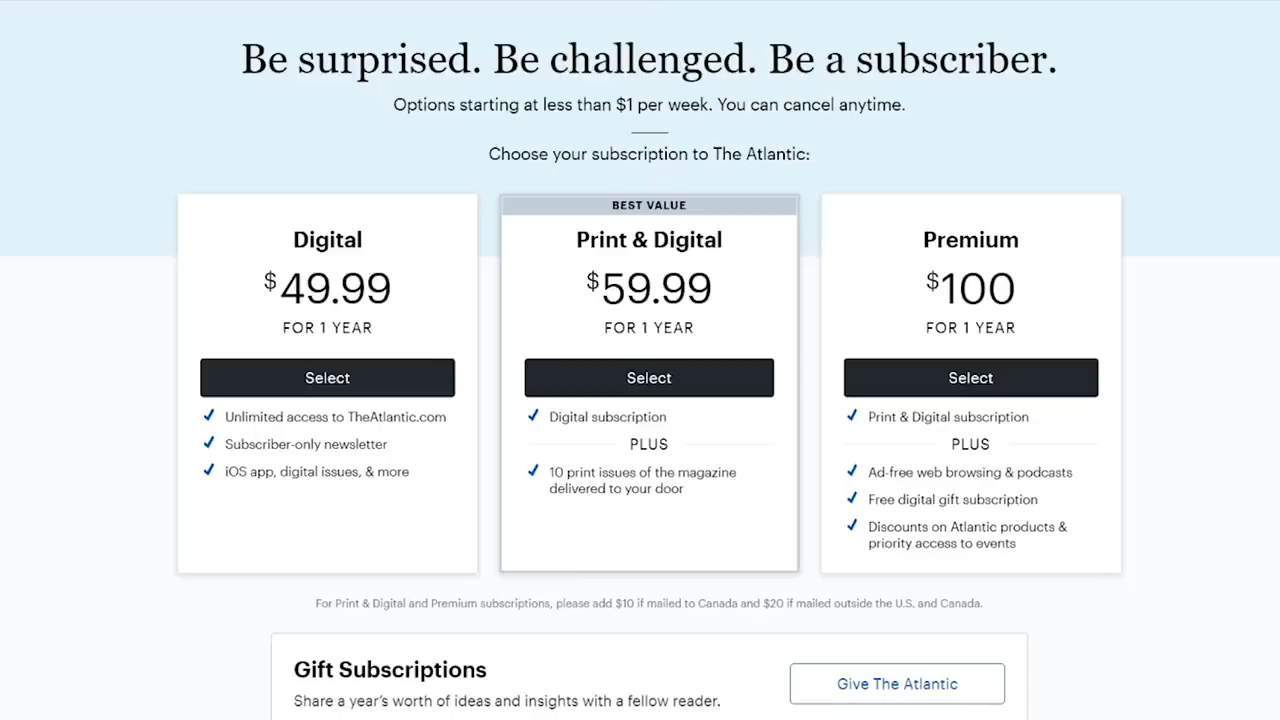 Be surprised. Be challenged. Be a subscriber.
Options starting at less than $1 per week. You can cancel anytime.
Choose your subscription to The Atlantic:
Digital
$49.99
FOR 1 YEAR
Select
Unlimited access to TheAtlantic.com
Subscriber-only newsletter
iOS app, digital issues, & more
BEST VALUE
Print & Digital
$59.99
FOR 1 YEAR
Select
Digital subscription
PLUS
10 print issues of the magazine
delivered to your door
Premium
$100
FOR 1 YEAR
Select
Print & Digital subscription
PLUS
Ad-free web browsing & podcasts
Free digital gift subscription
Discounts on Atlantic products &
priority access to events
For Print & Digital and Premium subscriptions, please add $10 if mailed to Canada and $20 if mailed outside the U.S. and Canada.
Gift Subscriptions
Share a year’s worth of ideas and insights with a fellow reader.
Give The Atlantic